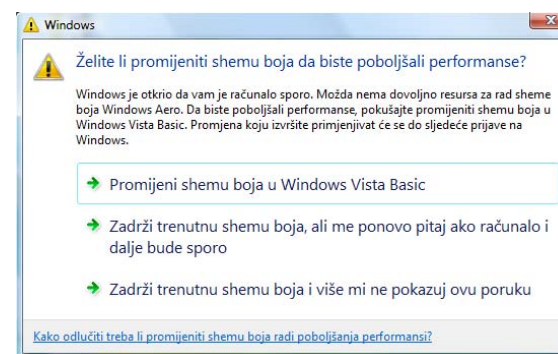 Windows
Želite li promijeniti shemu boja da biste poboljšali performanse?
Windows je otkrio da vam je računalo sporo. Možda nema dovoljno resursa za rad sheme
boja Windows Aero. Da biste poboljšali performanse, pokušajte promijeniti shemu boja u
Windows Vista Basic. Promjena koju izvršite primjenjivat će se do sljedeće prijave na
Windows.
Promijeni shemu boja u Windows Vista Basic
Zadrži trenutnu shemu boja, ali me ponovo pitaj ako računalo i
dalje bude sporo
Zadrži trenutnu shemu boja i više mi ne pokazuj ovu poruku
Kako odlučiti treba li promijeniti shemu boja radi poboljšanja performansi?